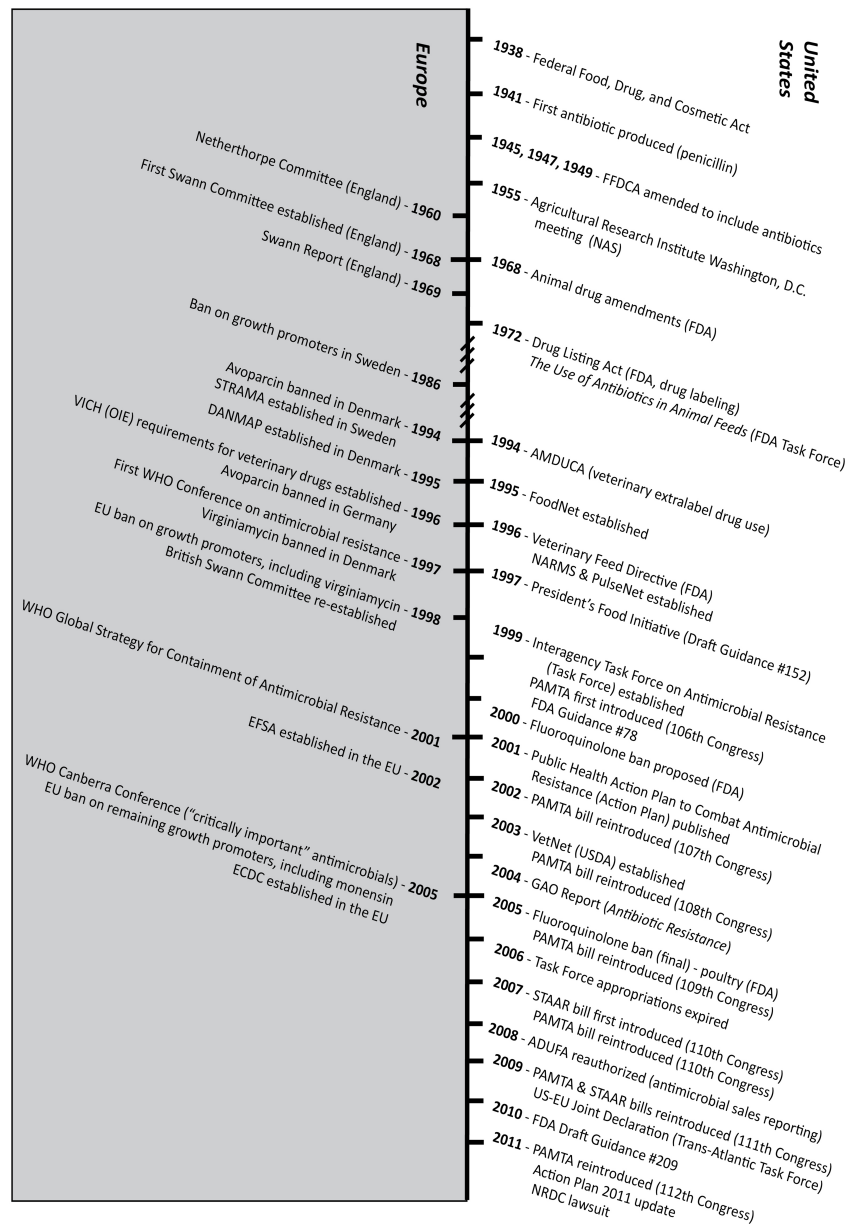 United
States
1938 - Federal Food, Drug, and Cosmetic Act
1941 - First antibiotic produced (penicillin)
1945, 1947, 1949 - FFDCA amended to include antibiotics
1955 - Agricultural Research Institute Washington, D.C.
meeting (NAS)
1968 - Animal drug amendments (FDA)
1972 - Drug Listing Act (FDA, drug labeling)
The Use of Antibiotics in Animal Feeds (FDA Task Force)
1994 - AMDUCA (veterinary extralabel drug use)
1995 - FoodNet established
1996 - Veterinary Feed Directive (FDA)
NARMS & PulseNet established
1997 - President's Food Initiative (Draft Guidance #152)
1999 - Interagency Task Force on Antimicrobial Resistance
(Task Force) established
PAMTA first introduced (106th Congress)
FDA Guidance #78
2000 - Fluoroquinolone ban proposed (FDA)
2001 - Public Health Action Plan to Combat Antimicrobial
Resistance (Action Plan) published
2002 - PAMTA bill reintroduced (107th Congress)
2003 - VetNet (USDA) established
PAMTA bill reintroduced (108th Congress)
2004 - GAO Report (Antibiotic Resistance)
2005 - Fluoroquinolone ban (final) - poultry (FDA)
PAMTA bill reintroduced (109th Congress)
2006 - Task Force appropriations expired
2007 - STAAR bill first introduced (110th Congress)
PAMTA bill reintroduced (110th Congress)
2008 - ADUFA reauthorized (antimicrobial sales reporting)
2009 - PAMTA & STAAR bills reintroduced (111th Congress)
US-EU Joint Declaration (Trans-Atlantic Task Force)
2010 - FDA Draft Guidance #209
2011 - PAMTA reintroduced (112th Congress)
Action Plan 2011 update
NRDC lawsuit
Europe
Netherthorpe Committee (England) - 1960
First Swann Committee established (England) - 1968
Swann Report (England) - 1969
Ban on growth promoters in Sweden - 1986
Avoparcin banned in Denmark - 1994
STRAMA established in Sweden
DANMAP established in Denmark - 1995
VICH (OIE) requirements for veterinary drugs established - 1996
Avoparcin banned in Germany
First WHO Conference on antimicrobial resistance - 1997
Virginiamycin banned in Denmark
EU ban on growth promoters, including virginiamycin - 1998
British Swann Committee re-established
WHO Global Strategy for Containment of Antimicrobial Resistance - 2001
EFSA established in the EU - 2002
WHO Canberra Conference ("critically important" antimicrobials) - 2005
EU ban on remaining growth promoters, including monensin
ECDC established in the EU